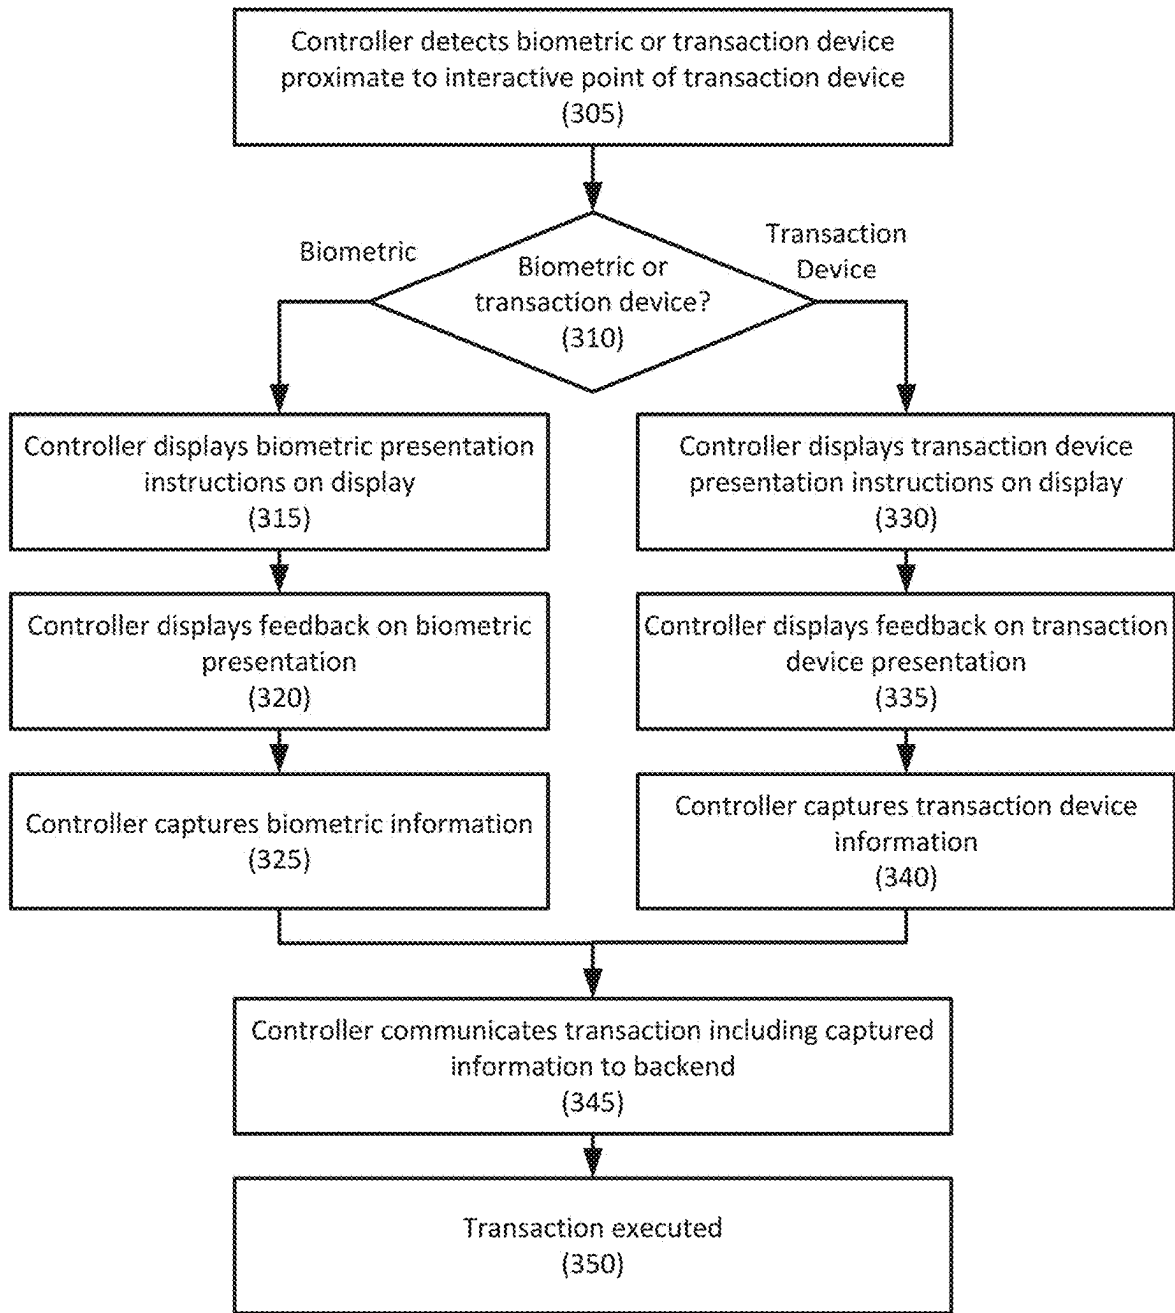 Controller detects biometric or transaction device
proximate to interactive point of transaction device
(305)
Biometric
Transaction
Device
Biometric or
transaction device?
(310)
Controller displays biometric presentation
instructions on display
(315)
Controller displays transaction device
presentation instructions on display
(330)
Controller displays feedback on biometric
presentation
(320)
Controller displays feedback on transaction
device presentation
(335)
Controller captures biometric information
(325)
Controller captures transaction device
information
(340)
Controller communicates transaction including captured
information to backend
(345)
Transaction executed
(350)